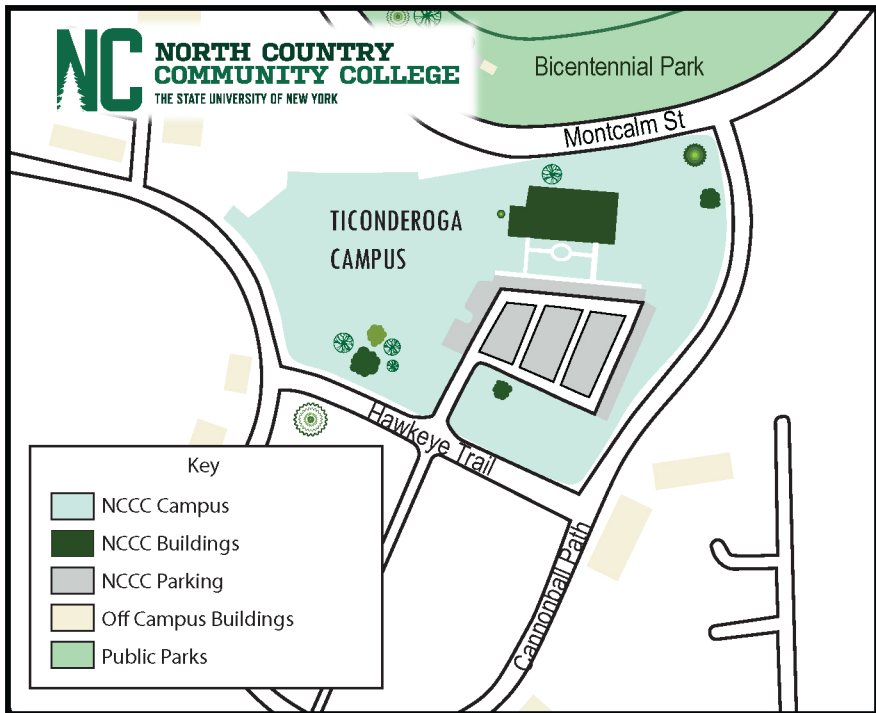 NC NORTH COUNTRY
COMMUNITY COLLEGE
THE STATE UNIVERSITY OF NEW YORK
Bicentennial Park
Montcalm St
TICONDEROGA
CAMPUS
Hawkeye Trail
Cannonball Path
Key
NCCC Campus
NCCC Buildings
NCCC Parking
Off Campus Buildings
Public Parks